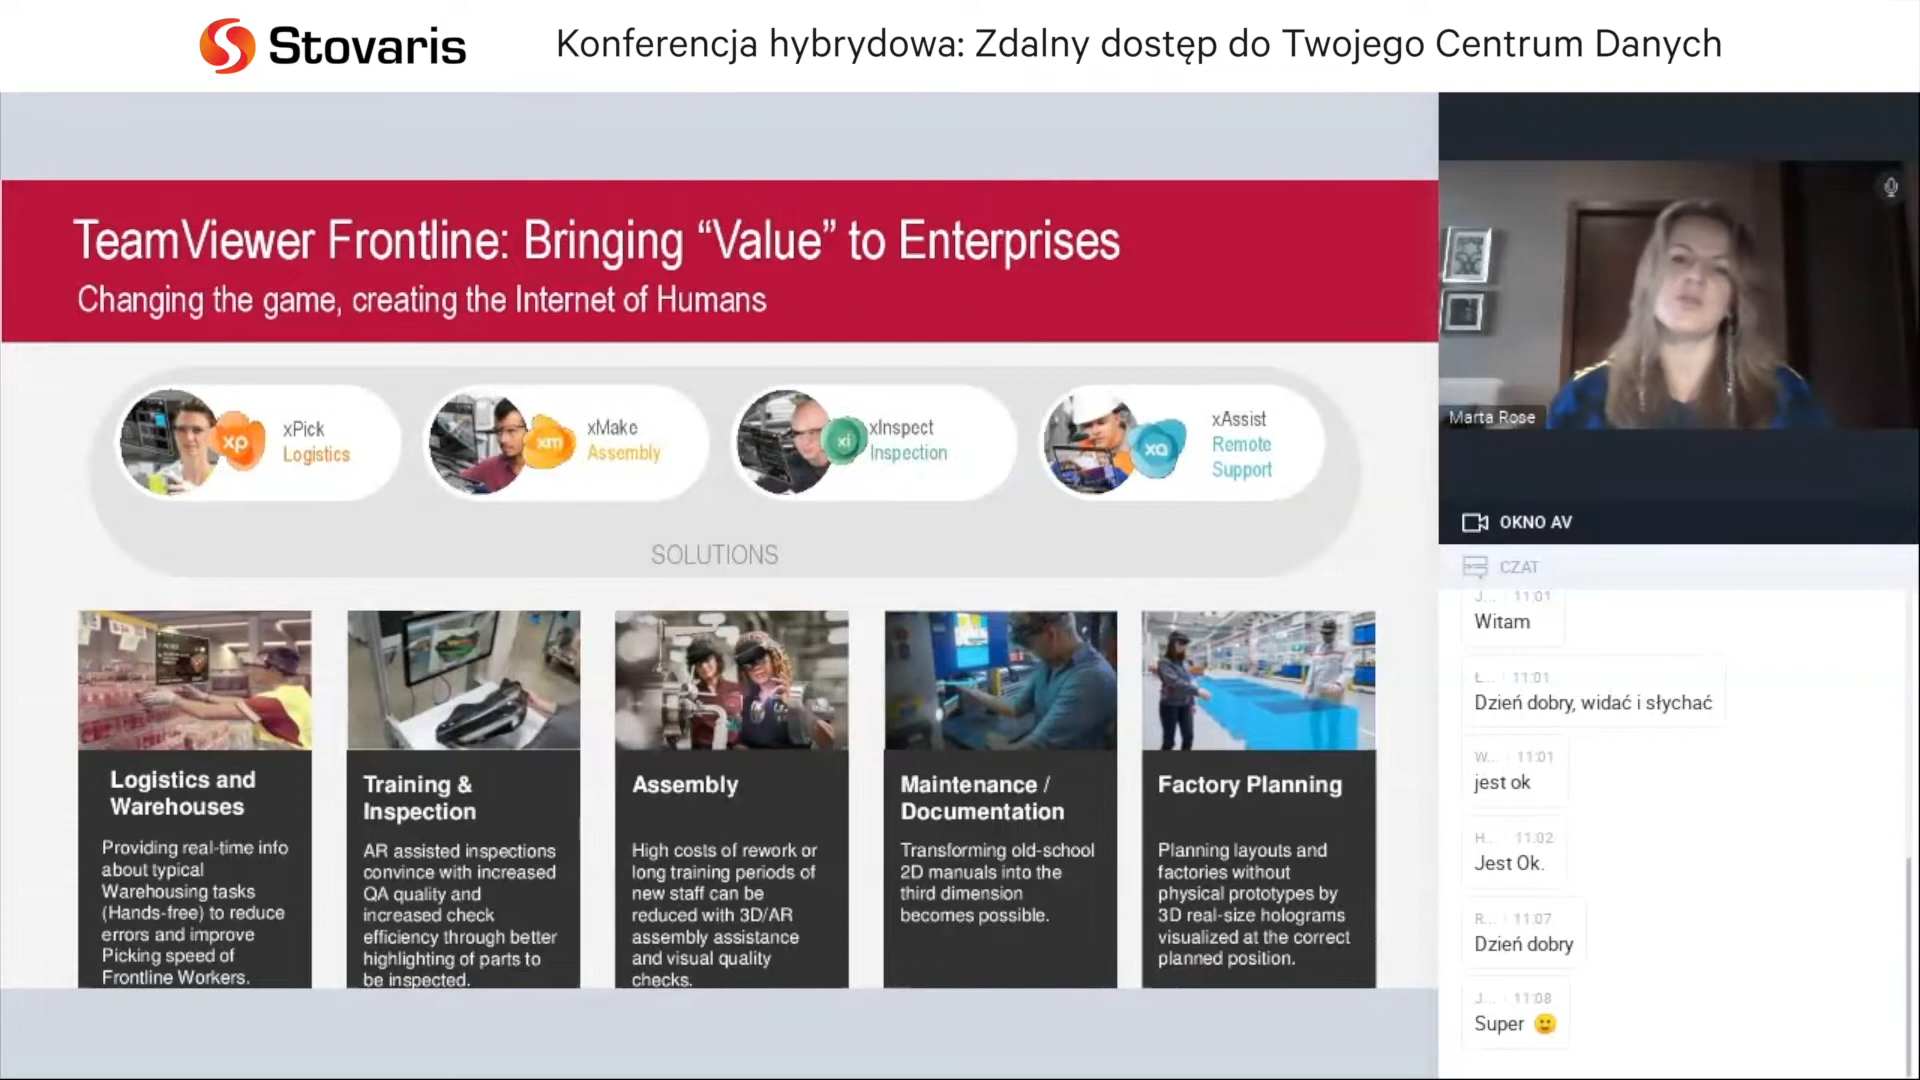 Stovaris
Konferencja hybrydowa: Zdalny dostęp do Twojego Centrum Danych
TeamViewer Frontline: Bringing “Value” to Enterprises
Changing the game, creating the Internet of Humans
xp
xPick
Logistics
xm
xMake
Assembly
xi
xInspect
Inspection
xa
xAssist
Remote
Support
SOLUTIONS
Logistics and
Warehouses
Providing real-time info
about typical
Warehousing tasks
(Hands-free) to reduce
errors and improve
Picking speed of
Frontline Workers.
Training &
Inspection
AR assisted inspections
convince with increased
QA quality and
increased check
efficiency through better
highlighting of parts to
be inspected.
Assembly
High costs of rework or
long training periods of
new staff can be
reduced with 3D/AR
assembly assistance
and visual quality
checks.
Maintenance /
Documentation
Transforming old-school
2D manuals into the
third dimension
becomes possible.
Factory Planning
Planning layouts and
factories without
physical prototypes by
3D real-size holograms
visualized at the correct
planned position.
Marta Rose
OKNO AV
CZAT
J... 11:01
Witam
Ł... 11:01
Dzień dobry, widać i słychać
W... 11:01
jest ok
H... 11:02
Jest Ok.
R... 11:07
Dzień dobry
J... 11:08
Super 🙂